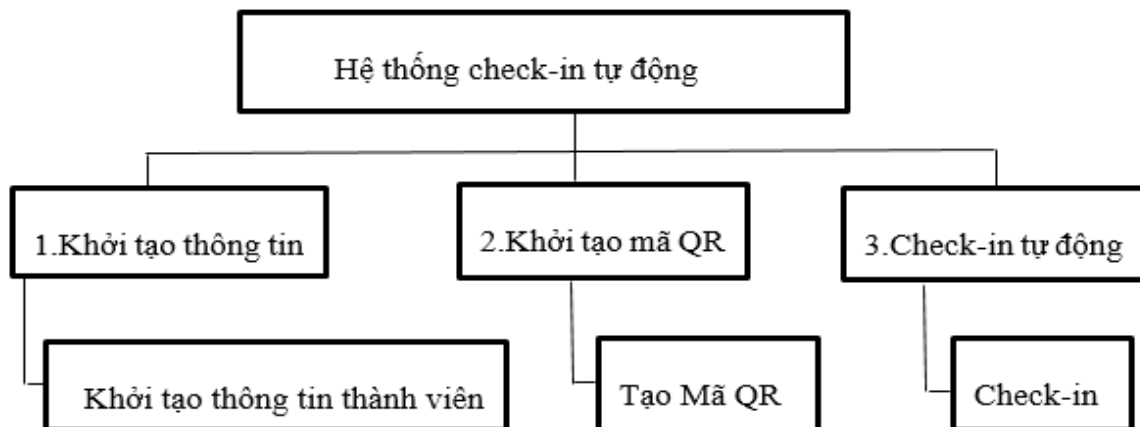 Hệ thống check-in tự động
1.Khởi tạo thông tin
2.Khởi tạo mã QR
3.Check-in tự động
Khởi tạo thông tin thành viên
Tạo Mã QR
Check-in